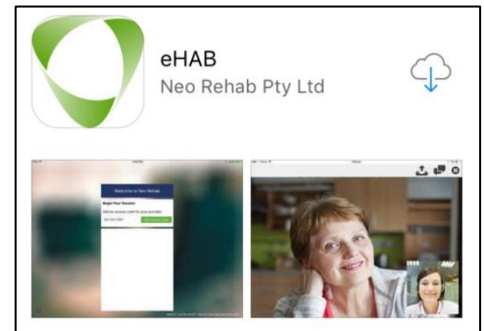 eHAB
Neo Rehab Pty Ltd
Welcome to Neo Rehab
Begin Your Session